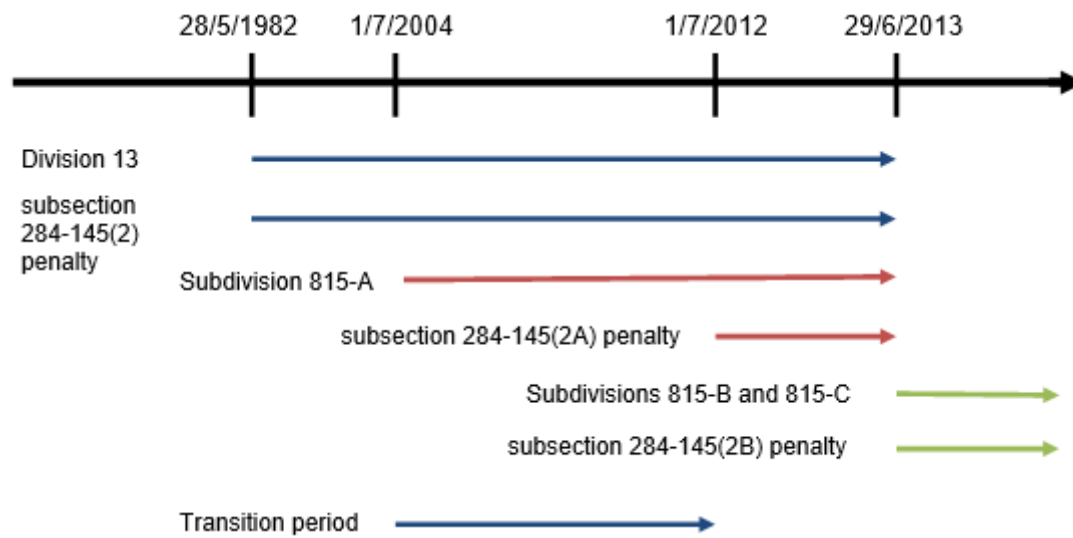 28/5/1982 1/7/2004 1/7/2012 29/6/2013
Division 13
subsection
284-145(2)
penalty
Subdivision 815-A
subsection 284-145(2A) penalty
Subdivisions 815-B and 815-C
subsection 284-145(2B) penalty
Transition period